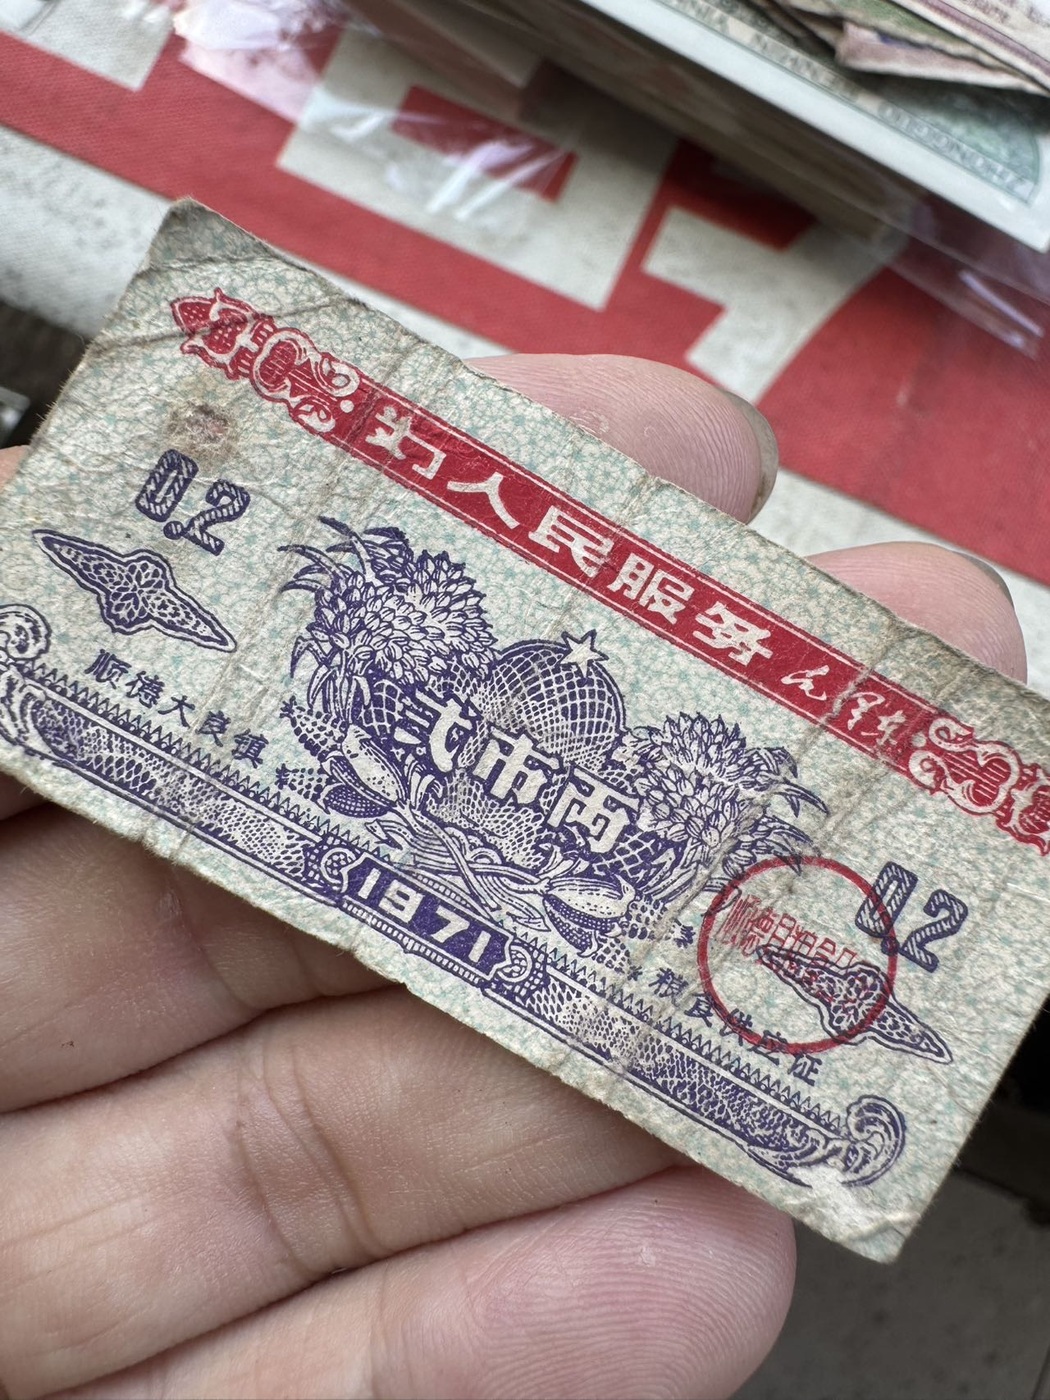 为人民服务
0.2
贰市两
顺德大良镇
1971
0.2
粮食供应证